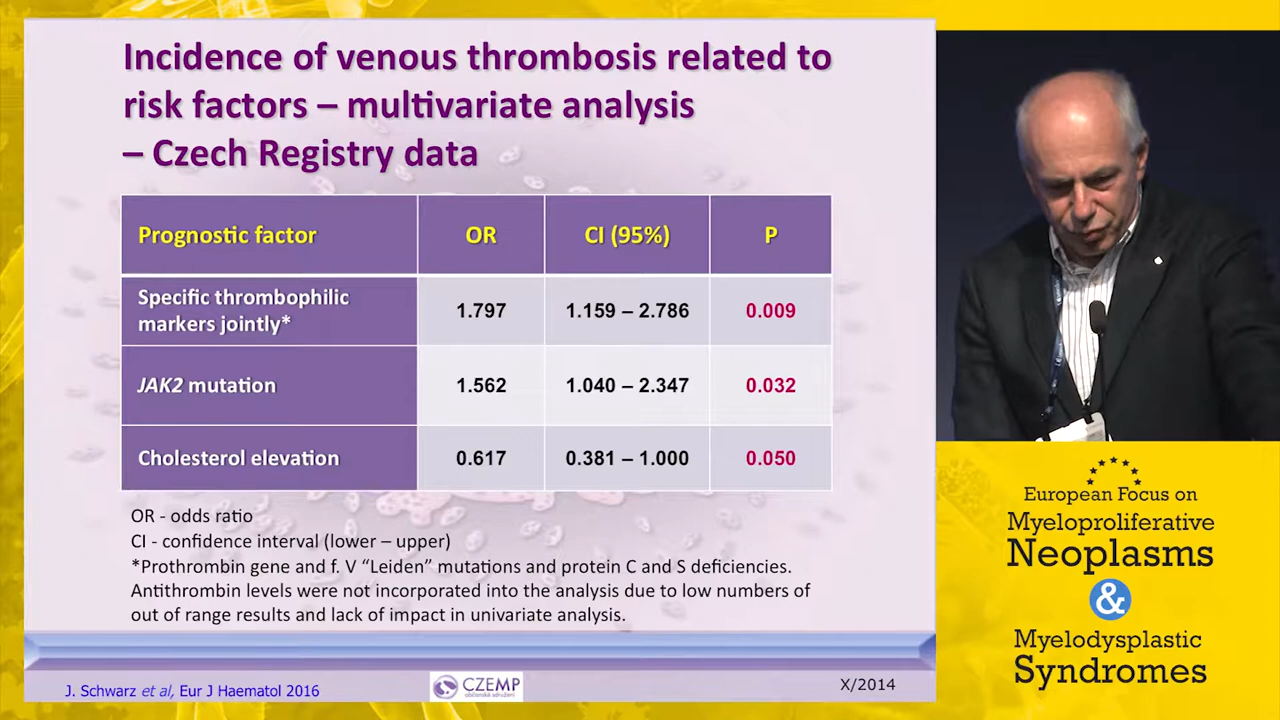 Incidence of venous thrombosis related to
risk factors – multivariate analysis
– Czech Registry data
Prognostic factor OR CI (95%) P
Specific thrombophilic
markers jointly* 1.797 1.159 – 2.786 0.009
JAK2 mutation 1.562 1.040 – 2.347 0.032
Cholesterol elevation 0.617 0.381 – 1.000 0.050
OR - odds ratio
CI - confidence interval (lower – upper)
*Prothrombin gene and f. V “Leiden” mutations and protein C and S deficiencies.
Antithrombin levels were not incorporated into the analysis due to low numbers of
out of range results and lack of impact in univariate analysis.
J. Schwarz et al, Eur J Haematol 2016
CZEMP
občanské sdružení
X/2014
European Focus on
Myeloproliferative
Neoplasms
&
Myelodysplastic
Syndromes